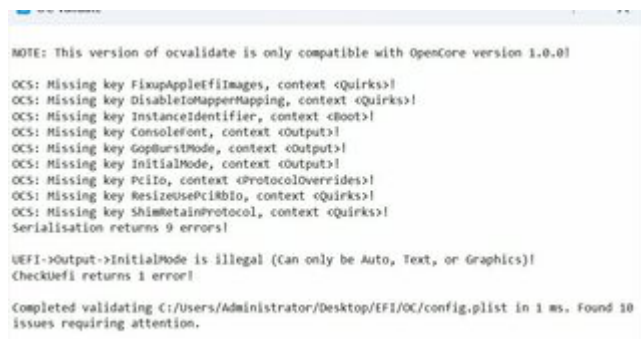 NOTE: This version of ocvalidate is only compatible with OpenCore version 1.0.0!
OCS: Missing key FixupAppleEfiImages, context <Quirks>!
OCS: Missing key DisableIoMapperMapping, context <Quirks>!
OCS: Missing key InstanceIdentifier, context <Boot>!
OCS: Missing key ConsoleFont, context <Output>!
OCS: Missing key GopBurstMode, context <Output>!
OCS: Missing key InitialMode, context <Output>!
OCS: Missing key PciIo, context <ProtocolOverrides>!
OCS: Missing key ResizeUsePciRbIo, context <Quirks>!
OCS: Missing key ShimRetainProtocol, context <Quirks>!
Serialisation returns 9 errors!
UEFI->Output->InitialMode is illegal (Can only be Auto, Text, or Graphics)!
CheckUefi returns 1 error!
Completed validating C:/Users/Administrator/Desktop/EFI/OC/config.plist in 1 ms. Found 10
issues requiring attention.